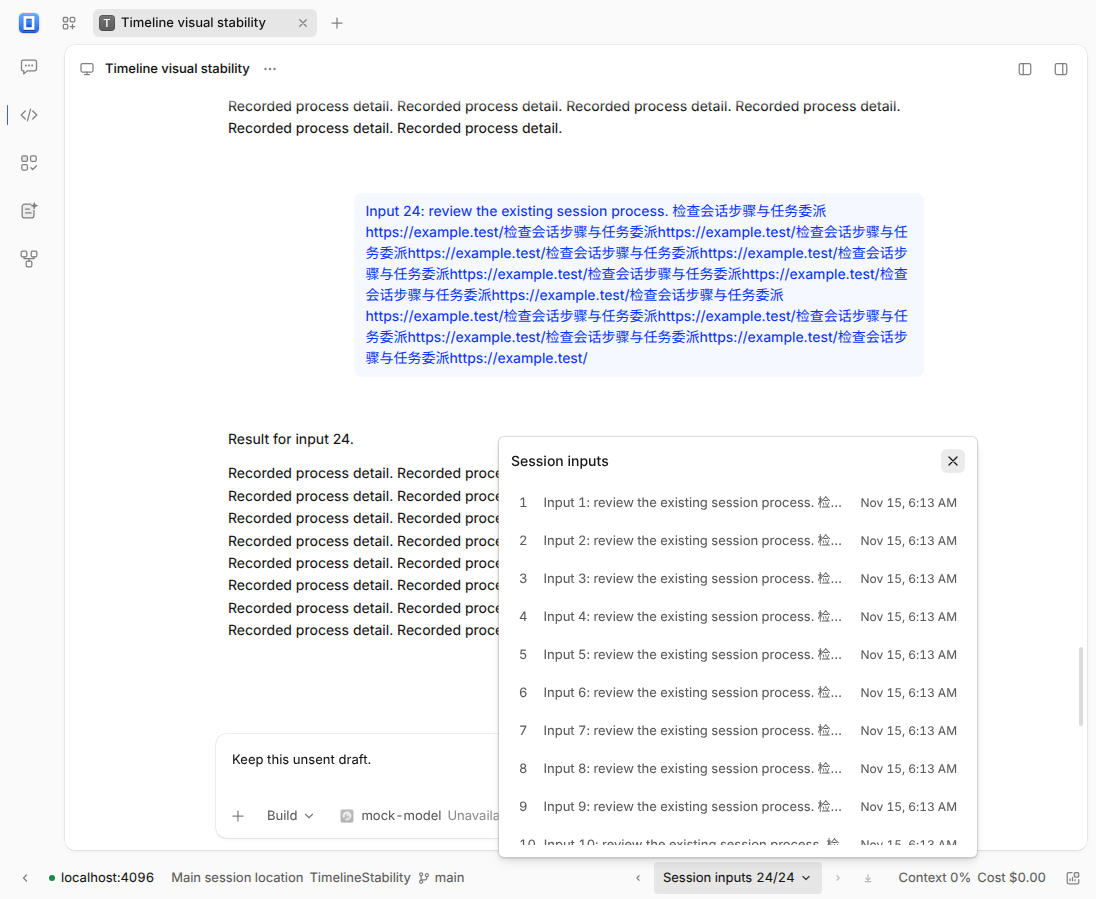 T Timeline visual stability
Timeline visual stability
Recorded process detail. Recorded process detail. Recorded process detail. Recorded process detail.
Recorded process detail. Recorded process detail.
Input 24: review the existing session process. 检查会话步骤与任务委派
https://example.test/检查会话步骤与任务委派https://example.test/检查会话步骤与任
务委派https://example.test/检查会话步骤与任务委派https://example.test/检查会话步
骤与任务委派https://example.test/检查会话步骤与任务委派https://example.test/检查
会话步骤与任务委派https://example.test/检查会话步骤与任务委派
https://example.test/检查会话步骤与任务委派https://example.test/检查会话步骤与任
务委派https://example.test/检查会话步骤与任务委派https://example.test/检查会话步
骤与任务委派https://example.test/
Result for input 24.
Recorded process detail. Recorded proce
Recorded process detail. Recorded proce
Recorded process detail. Recorded proce
Recorded process detail. Recorded proce
Recorded process detail. Recorded proce
Recorded process detail. Recorded proce
Recorded process detail. Recorded proce
Recorded process detail. Recorded proce
Session inputs
1 Input 1: review the existing session process. 检... Nov 15, 6:13 AM
2 Input 2: review the existing session process. 检... Nov 15, 6:13 AM
3 Input 3: review the existing session process. 检... Nov 15, 6:13 AM
4 Input 4: review the existing session process. 检... Nov 15, 6:13 AM
5 Input 5: review the existing session process. 检... Nov 15, 6:13 AM
6 Input 6: review the existing session process. 检... Nov 15, 6:13 AM
7 Input 7: review the existing session process. 检... Nov 15, 6:13 AM
8 Input 8: review the existing session process. 检... Nov 15, 6:13 AM
9 Input 9: review the existing session process. 检... Nov 15, 6:13 AM
10 Input 10: review the existing session process. 检... Nov 15, 6:13 AM
Keep this unsent draft.
Build mock-model Unavaila
localhost:4096 Main session location TimelineStability main Session inputs 24/24 Context 0% Cost $0.00